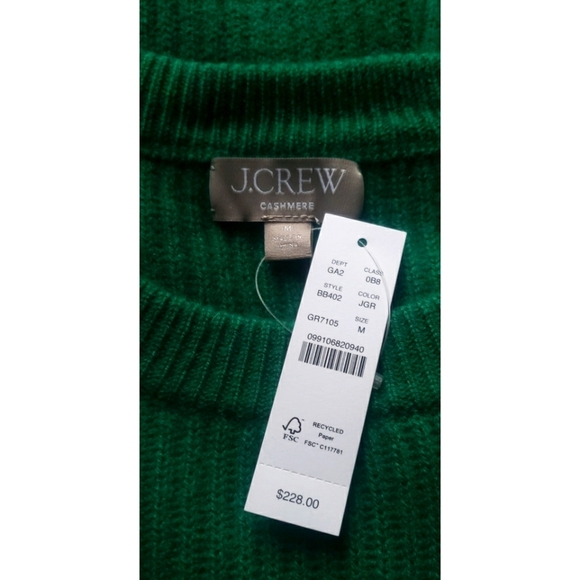 J.CREW
CASHMERE
M
DEPT CLASS
GA2 0B8
STYLE COLOR
BB402 JGR
SIZE
GR7105 M
099106820940
FSC
RECYCLED
Paper
FSC™ C117781
$228.00